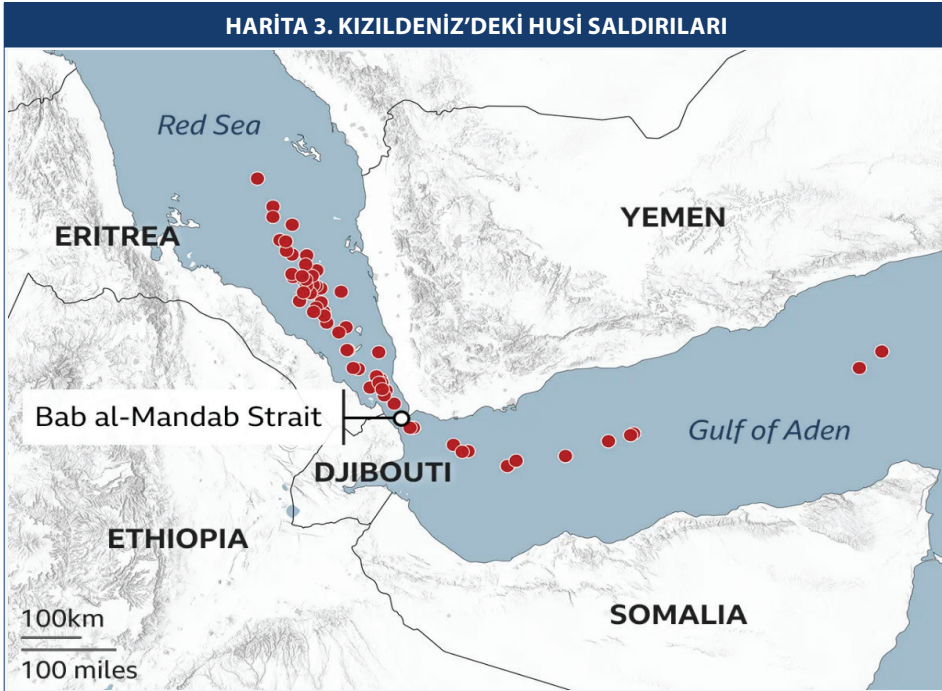 HARİTA 3. KIZILDENİZ’DEKİ HUSİ SALDIRILARI
Red Sea
YEMEN
ERITREA
Bab al-Mandab Strait
Gulf of Aden
DJIBOUTI
ETHIOPIA
SOMALIA
100km
100 miles